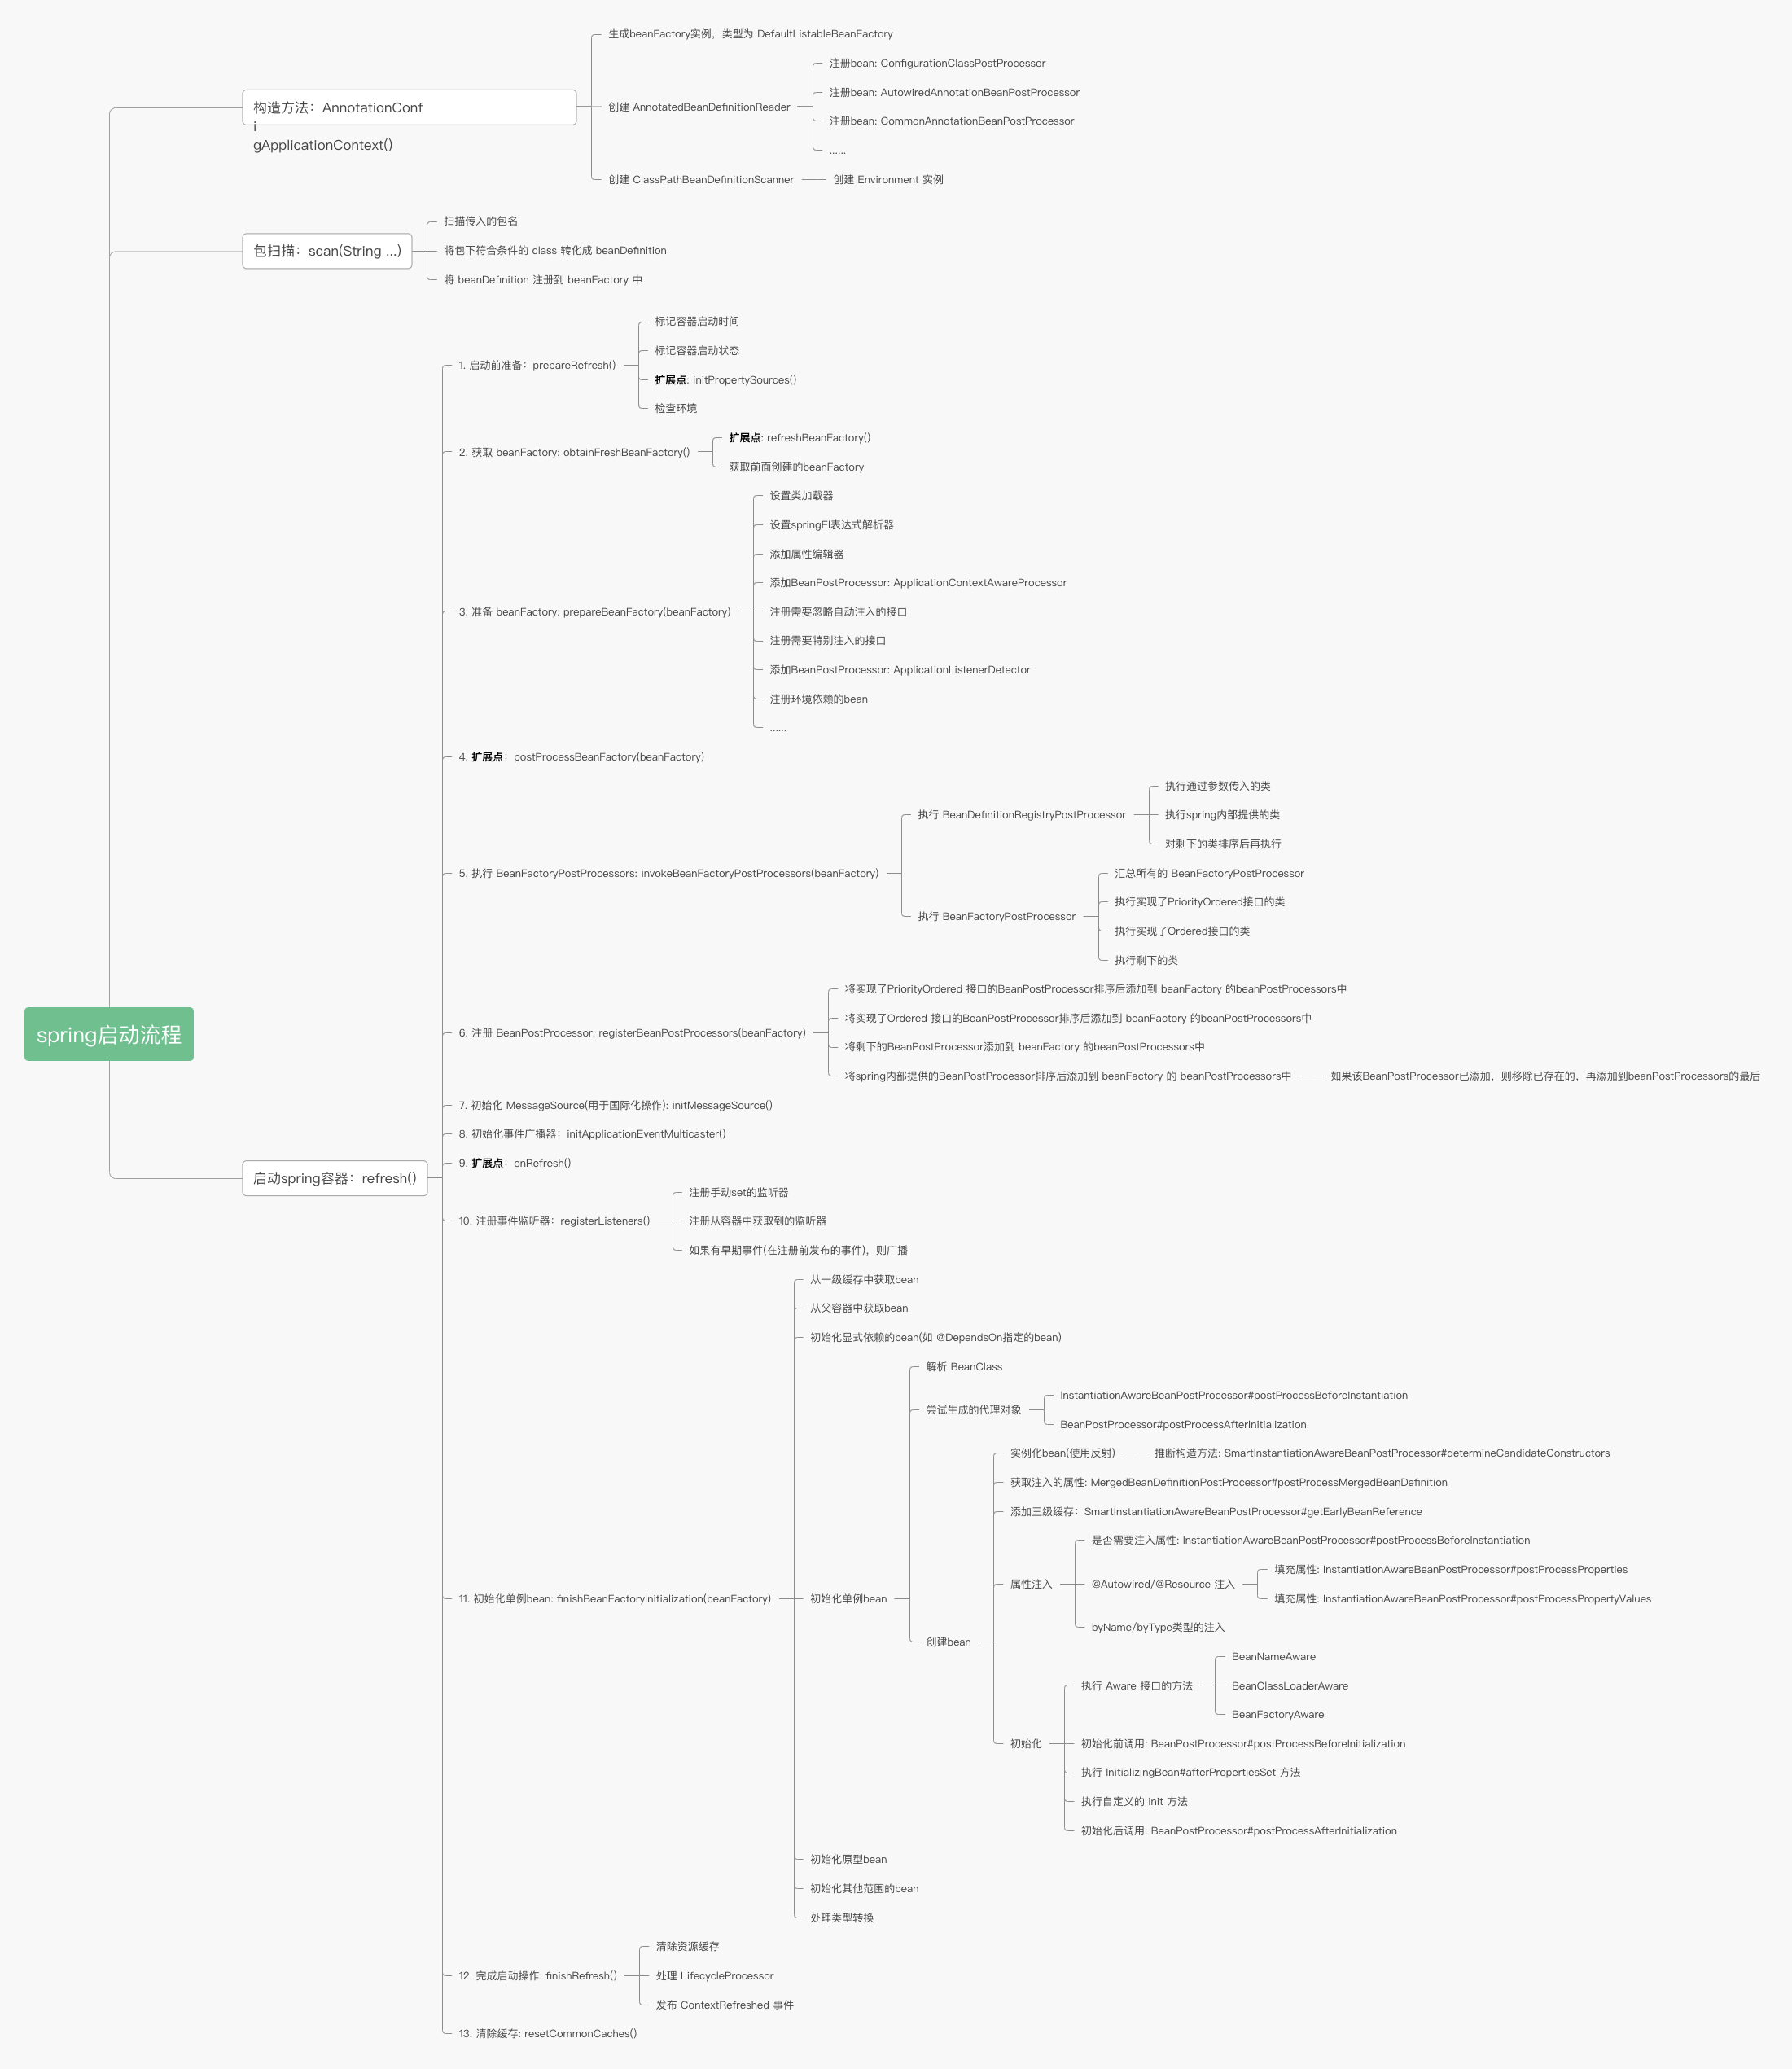 spring启动流程
构造方法：AnnotationConf
i
gApplicationContext()
生成beanFactory实例，类型为 DefaultListableBeanFactory
创建 AnnotatedBeanDefinitionReader
注册bean: ConfigurationClassPostProcessor
注册bean: AutowiredAnnotationBeanPostProcessor
注册bean: CommonAnnotationBeanPostProcessor
......
创建 ClassPathBeanDefinitionScanner
创建 Environment 实例
包扫描：scan(String ...)
扫描传入的包名
将包下符合条件的 class 转化成 beanDefinition
将 beanDefinition 注册到 beanFactory 中
启动spring容器：refresh()
1. 启动前准备：prepareRefresh()
标记容器启动时间
标记容器启动状态
扩展点: initPropertySources()
检查环境
2. 获取 beanFactory: obtainFreshBeanFactory()
扩展点: refreshBeanFactory()
获取前面创建的beanFactory
3. 准备 beanFactory: prepareBeanFactory(beanFactory)
设置类加载器
设置springEl表达式解析器
添加属性编辑器
添加BeanPostProcessor: ApplicationContextAwareProcessor
注册需要忽略自动注入的接口
注册需要特别注入的接口
添加BeanPostProcessor: ApplicationListenerDetector
注册环境依赖的bean
......
4. 扩展点：postProcessBeanFactory(beanFactory)
5. 执行 BeanFactoryPostProcessors: invokeBeanFactoryPostProcessors(beanFactory)
执行 BeanDefinitionRegistryPostProcessor
执行通过参数传入的类
执行spring内部提供的类
对剩下的类排序后再执行
执行 BeanFactoryPostProcessor
汇总所有的 BeanFactoryPostProcessor
执行实现了PriorityOrdered接口的类
执行实现了Ordered接口的类
执行剩下的类
6. 注册 BeanPostProcessor: registerBeanPostProcessors(beanFactory)
将实现了PriorityOrdered 接口的BeanPostProcessor排序后添加到 beanFactory 的beanPostProcessors中
将实现了Ordered 接口的BeanPostProcessor排序后添加到 beanFactory 的beanPostProcessors中
将剩下的BeanPostProcessor添加到 beanFactory 的beanPostProcessors中
将spring内部提供的BeanPostProcessor排序后添加到 beanFactory 的 beanPostProcessors中
如果该BeanPostProcessor已添加，则移除已存在的，再添加到beanPostProcessors的最后
7. 初始化 MessageSource(用于国际化操作): initMessageSource()
8. 初始化事件广播器：initApplicationEventMulticaster()
9. 扩展点：onRefresh()
10. 注册事件监听器：registerListeners()
注册手动set的监听器
注册从容器中获取到的监听器
如果有早期事件(在注册前发布的事件)，则广播
11. 初始化单例bean: finishBeanFactoryInitialization(beanFactory)
从一级缓存中获取bean
从父容器中获取bean
初始化显式依赖的bean(如 @DependsOn指定的bean)
初始化单例bean
解析 BeanClass
尝试生成的代理对象
InstantiationAwareBeanPostProcessor#postProcessBeforeInstantiation
BeanPostProcessor#postProcessAfterInitialization
创建bean
实例化bean(使用反射)
推断构造方法: SmartInstantiationAwareBeanPostProcessor#determineCandidateConstructors
获取注入的属性: MergedBeanDefinitionPostProcessor#postProcessMergedBeanDefinition
添加三级缓存：SmartInstantiationAwareBeanPostProcessor#getEarlyBeanReference
属性注入
是否需要注入属性: InstantiationAwareBeanPostProcessor#postProcessBeforeInstantiation
@Autowired/@Resource 注入
填充属性: InstantiationAwareBeanPostProcessor#postProcessProperties
填充属性: InstantiationAwareBeanPostProcessor#postProcessPropertyValues
byName/byType类型的注入
初始化
执行 Aware 接口的方法
BeanNameAware
BeanClassLoaderAware
BeanFactoryAware
初始化前调用: BeanPostProcessor#postProcessBeforeInitialization
执行 InitializingBean#afterPropertiesSet 方法
执行自定义的 init 方法
初始化后调用: BeanPostProcessor#postProcessAfterInitialization
初始化原型bean
初始化其他范围的bean
处理类型转换
12. 完成启动操作: finishRefresh()
清除资源缓存
处理 LifecycleProcessor
发布 ContextRefreshed 事件
13. 清除缓存: resetCommonCaches()